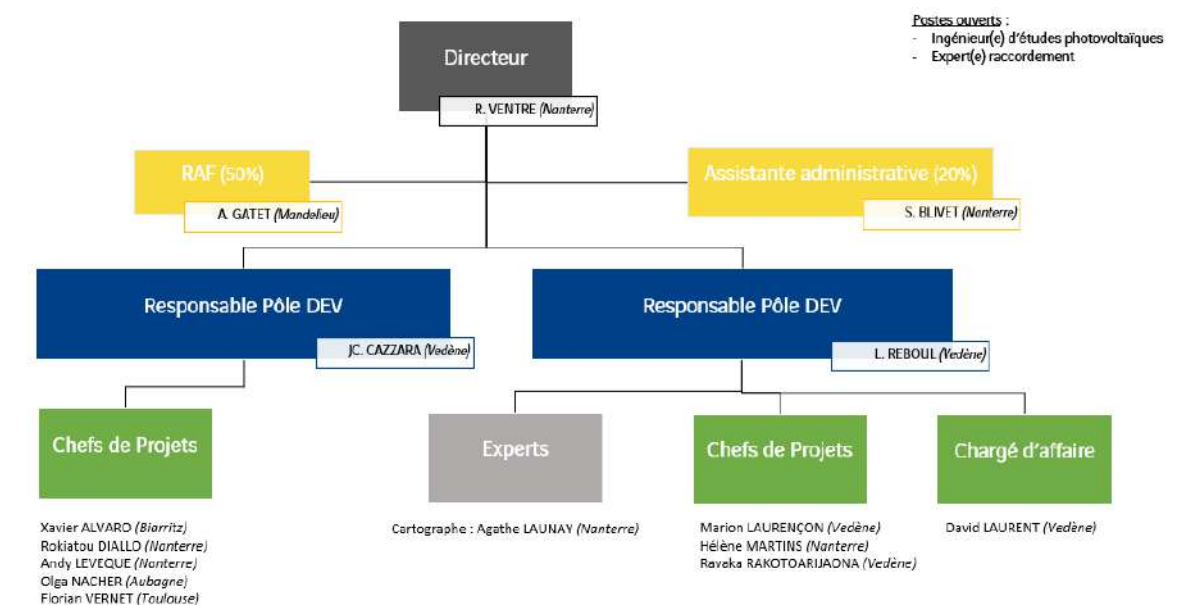 Postes ouverts :
- Ingénieur(e) d'études photovoltaïques
- Expert(e) raccordement
Directeur
R. VENTRE (Nanterre)
RAF (50%)
A. GATET (Mandelieu)
Assistante administrative (20%)
S. BLIVET (Nanterre)
Responsable Pôle DEV
JC. CAZZARA (Vedène)
Responsable Pôle DEV
L. REBOUL (Vedène)
Chefs de Projets
Xavier ALVARO (Biarritz)
Rokiatou DIALLO (Nanterre)
Andy LEVEQUE (Nanterre)
Olga NACHER (Aubagne)
Florian VERNET (Toulouse)
Experts
Cartographe : Agathe LAUNAY (Nanterre)
Chefs de Projets
Marion LAURENÇON (Vedène)
Hélène MARTINS (Nanterre)
Ravaka RAKOTOARIJAONA (Vedène)
Chargé d'affaire
David LAURENT (Vedène)